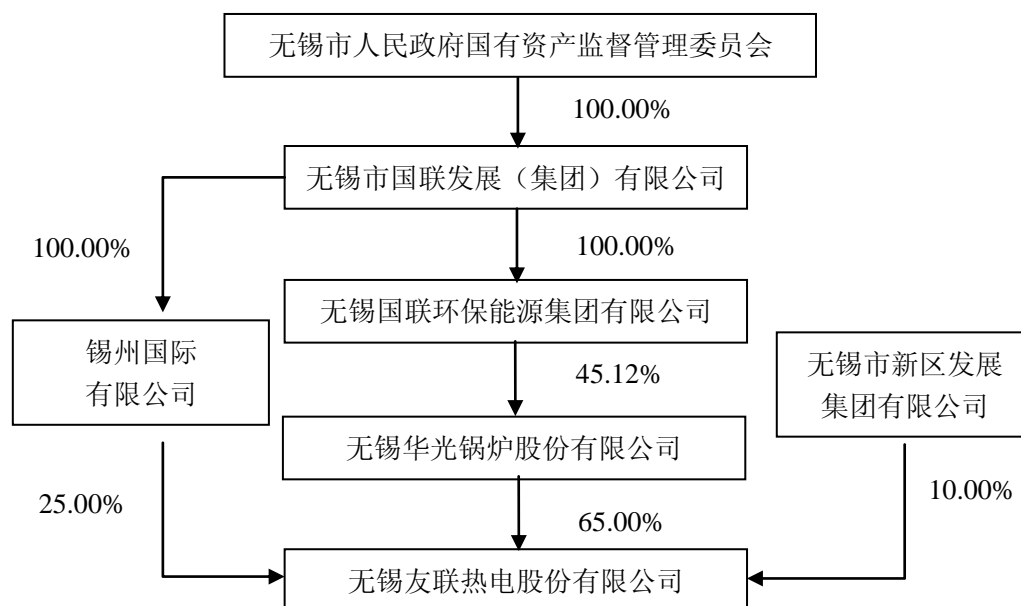 无锡市人民政府国有资产监督管理委员会
100.00%
无锡市国联发展（集团）有限公司
100.00%
100.00%
无锡国联环保能源集团有限公司
锡州国际
有限公司
45.12%
无锡市新区发展
集团有限公司
无锡华光锅炉股份有限公司
25.00%
65.00%
10.00%
无锡友联热电股份有限公司